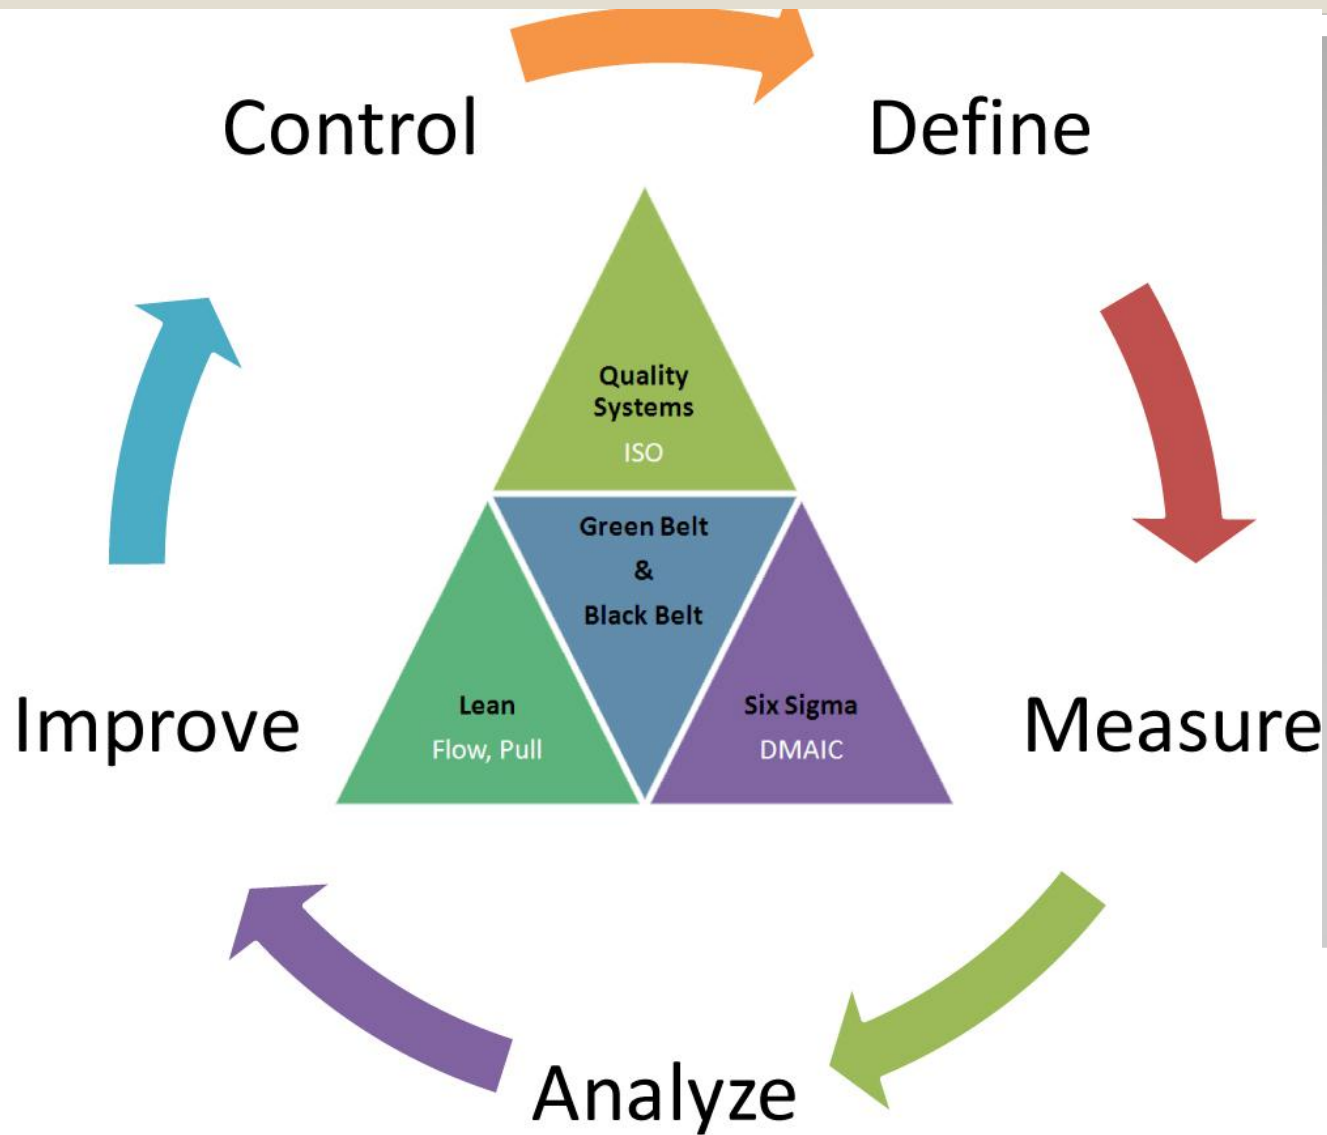 Control
Define
Quality
Systems
ISO
Green Belt
&
Black Belt
Lean
Flow, Pull
Six Sigma
DMAIC
Improve
Measure
Analyze